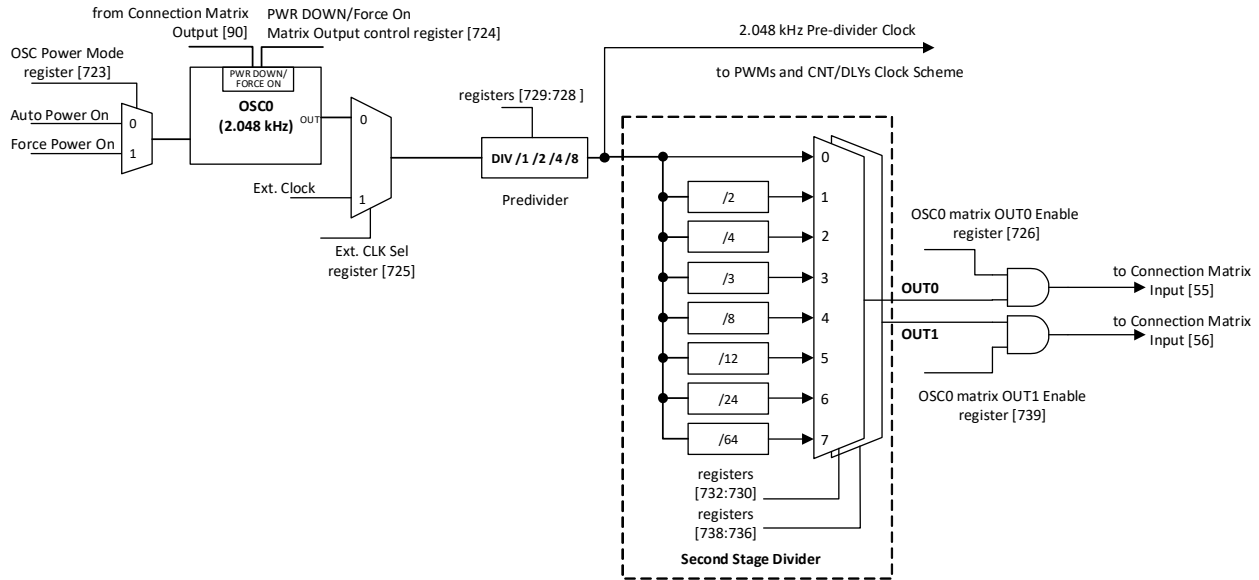 from Connection Matrix
Output [90]
PWR DOWN/Force On
Matrix Output control register [724]
OSC Power Mode
register [723]
PWR DOWN/
FORCE ON
OSC0
(2.048 kHz)
OUT
Auto Power On
0
Force Power On
1
0
Ext. Clock
1
Ext. CLK Sel
register [725]
registers [729:728 ]
DIV /1 /2 /4 /8
Predivider
2.048 kHz Pre-divider Clock
to PWMs and CNT/DLYs Clock Scheme
0
/2
1
/4
2
/3
3
/8
4
/12
5
/24
6
/64
7
registers
[732:730]
registers
[738:736]
Second Stage Divider
OSC0 matrix OUT0 Enable
register [726]
OUT0
to Connection Matrix
Input [55]
OUT1
to Connection Matrix
Input [56]
OSC0 matrix OUT1 Enable
register [739]